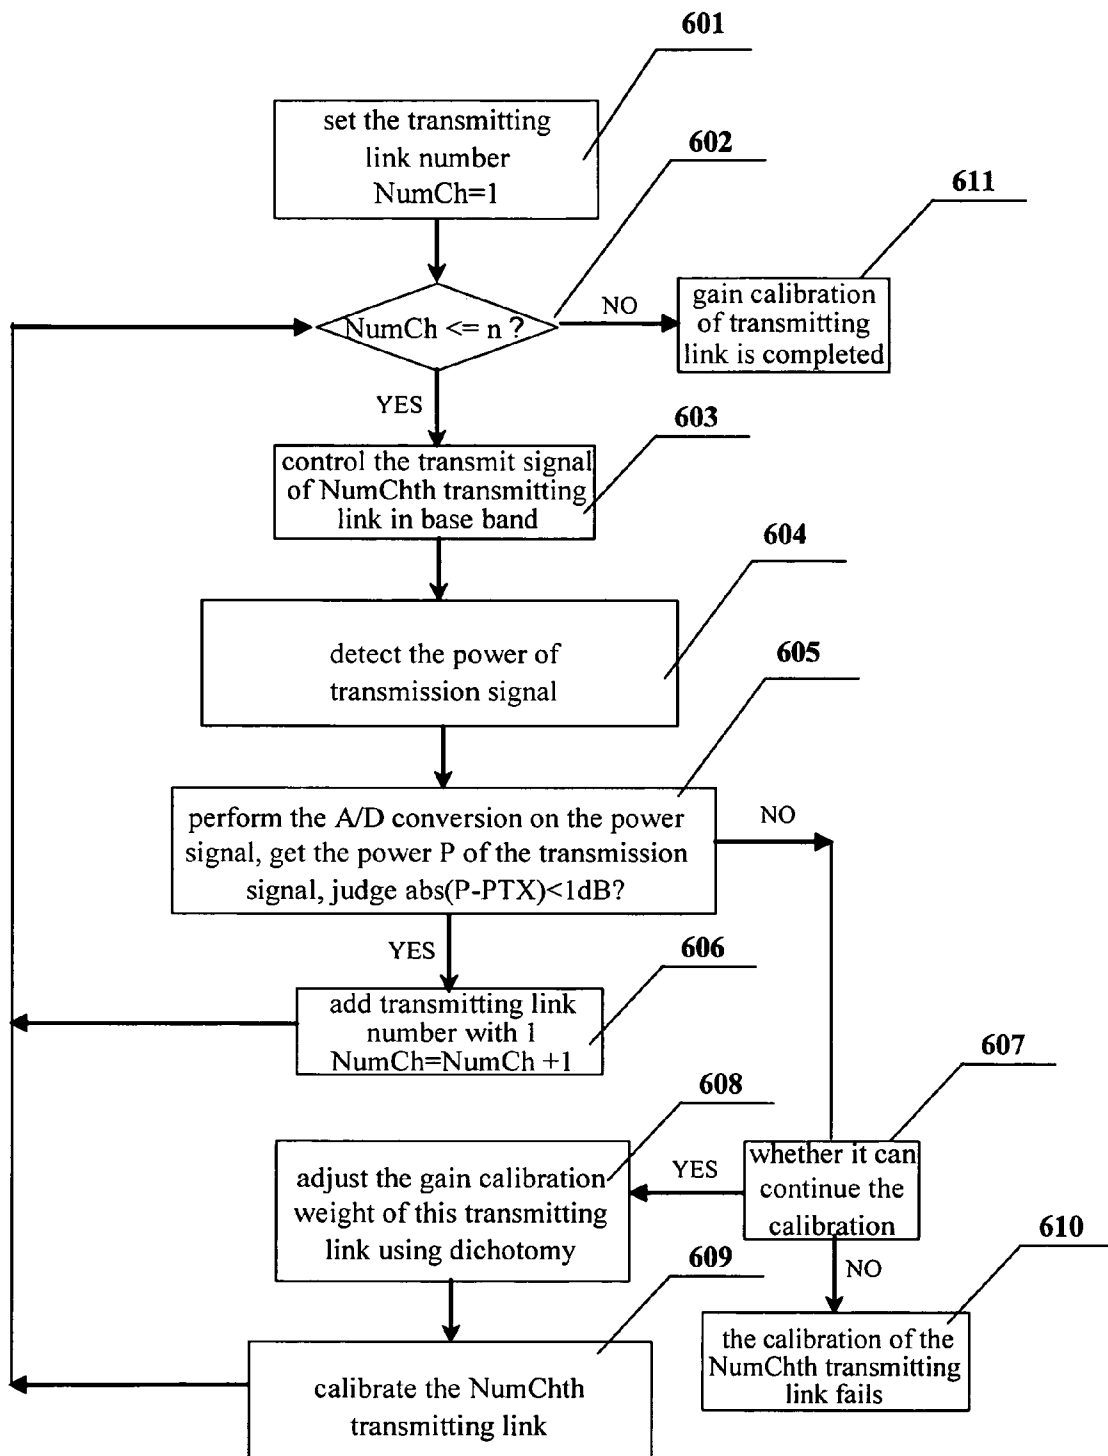 601
set the transmitting
link number
NumCh=1
602
611
NumCh <= n ?
NO
gain calibration
of transmitting
link is completed
YES
603
control the transmit signal
of NumChth transmitting
link in base band
604
detect the power of
transmission signal
605
perform the A/D conversion on the power
signal, get the power P of the transmission
signal, judge abs(P-PTX)<1dB?
NO
YES
606
add transmitting link
number with 1
NumCh=NumCh +1
607
608
whether it can
continue the
calibration
YES
adjust the gain calibration
weight of this transmitting
link using dichotomy
610
NO
609
the calibration of the
NumChth transmitting
link fails
calibrate the NumChth
transmitting link